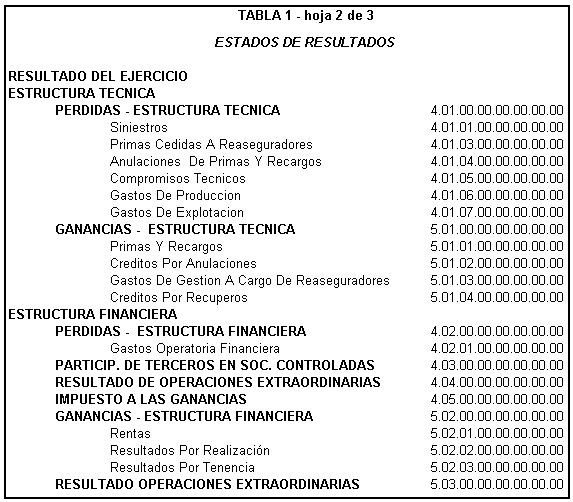 TABLA 1 - hoja 2 de 3
ESTADOS DE RESULTADOS
RESULTADO DEL EJERCICIO
ESTRUCTURA TECNICA
PERDIDAS - ESTRUCTURA TECNICA 4.01.00.00.00.00.00.00
Siniestros 4.01.01.00.00.00.00.00
Primas Cedidas A Reaseguradores 4.01.03.00.00.00.00.00
Anulaciones De Primas Y Recargos 4.01.04.00.00.00.00.00
Compromisos Tecnicos 4.01.05.00.00.00.00.00
Gastos De Produccion 4.01.06.00.00.00.00.00
Gastos De Explotacion 4.01.07.00.00.00.00.00
GANANCIAS - ESTRUCTURA TECNICA 5.01.00.00.00.00.00.00
Primas Y Recargos 5.01.01.00.00.00.00.00
Creditos Por Anulaciones 5.01.02.00.00.00.00.00
Gastos De Gestion A Cargo De Reaseguradores 5.01.03.00.00.00.00.00
Creditos Por Recuperos 5.01.04.00.00.00.00.00
ESTRUCTURA FINANCIERA
PERDIDAS - ESTRUCTURA FINANCIERA 4.02.00.00.00.00.00.00
Gastos Operatoria Financiera 4.02.01.00.00.00.00.00
PARTICIP. DE TERCEROS EN SOC. CONTROLADAS 4.03.00.00.00.00.00.00
RESULTADO DE OPERACIONES EXTRAORDINARIAS 4.04.00.00.00.00.00.00
IMPUESTO A LAS GANANCIAS 4.05.00.00.00.00.00.00
GANANCIAS - ESTRUCTURA FINANCIERA 5.02.00.00.00.00.00.00
Rentas 5.02.01.00.00.00.00.00
Resultados Por Realización 5.02.02.00.00.00.00.00
Resultados Por Tenencia 5.02.03.00.00.00.00.00
RESULTADO OPERACIONES EXTRAORDINARIAS 5.03.00.00.00.00.00.00